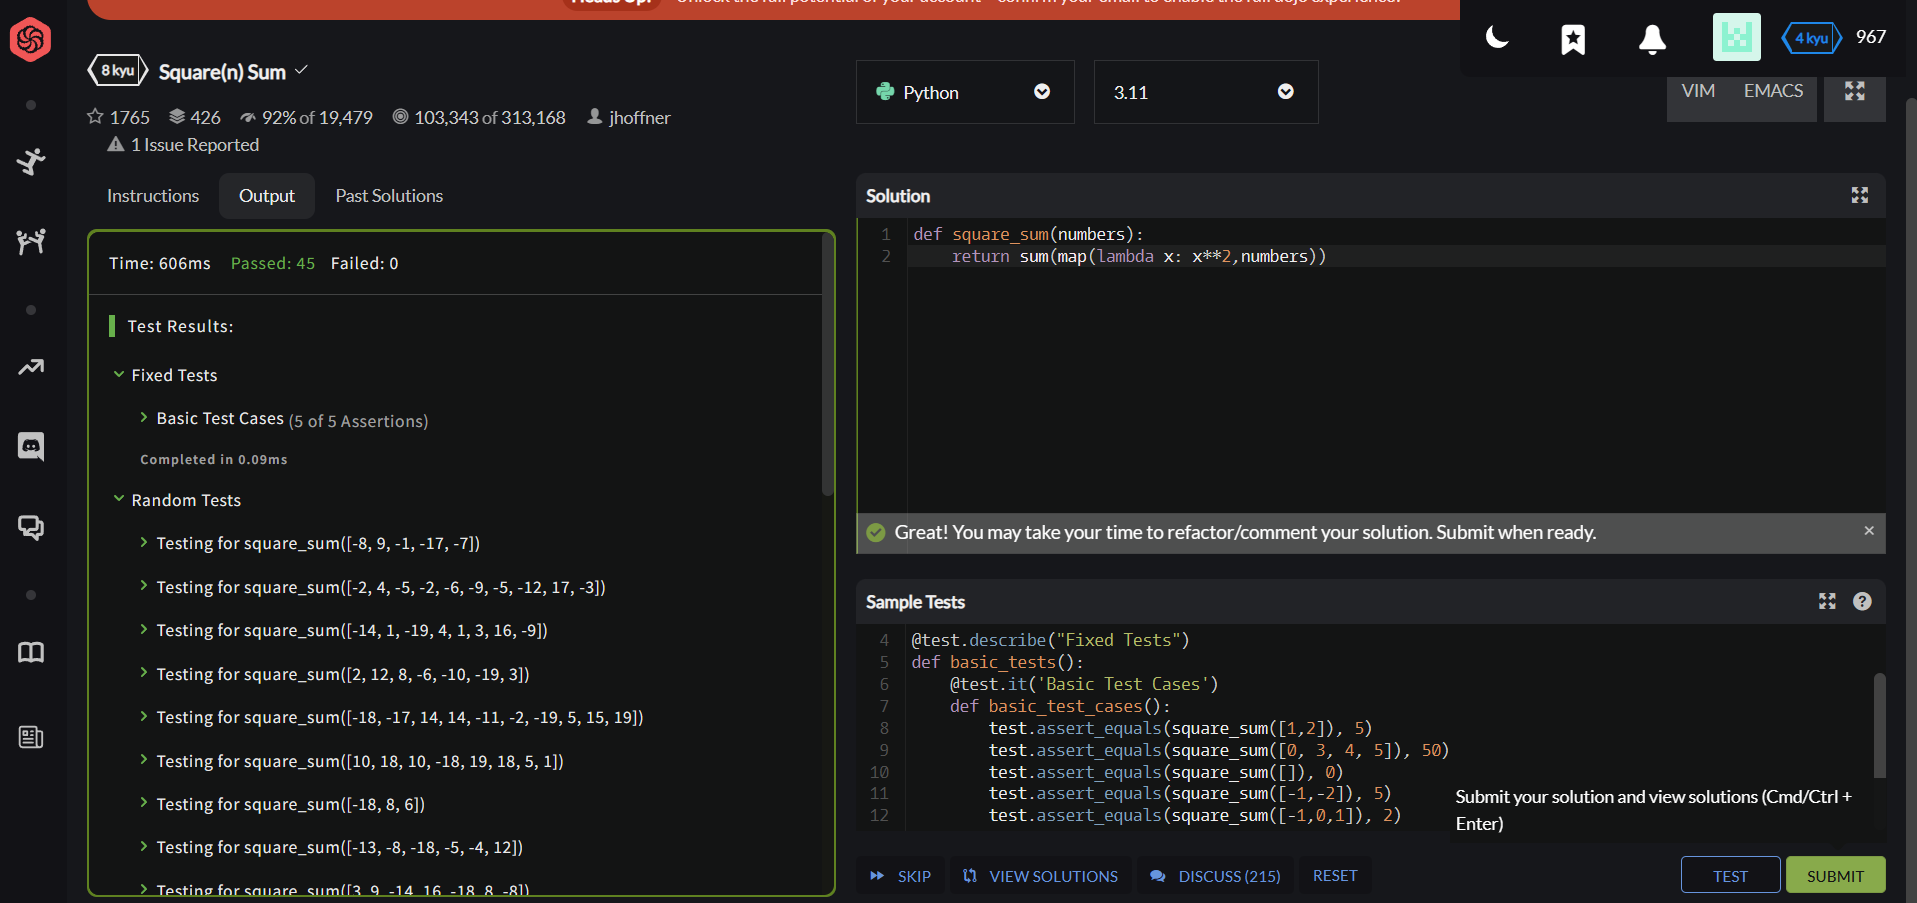 Heads Up! Unlock the full potential of your account – confirm your email to enable the full dojo experience.
4 kyu 967
8 kyu Square(n) Sum
1765 426 92% of 19,479 103,343 of 313,168 jhoffner
1 Issue Reported
Python 3.11
VIM EMACS
Instructions Output Past Solutions
Time: 606ms Passed: 45 Failed: 0
Test Results:
Fixed Tests
Basic Test Cases (5 of 5 Assertions)
Completed in 0.09ms
Random Tests
Testing for square_sum([-8, 9, -1, -17, -7])
Testing for square_sum([-2, 4, -5, -2, -6, -9, -5, -12, 17, -3])
Testing for square_sum([-14, 1, -19, 4, 1, 3, 16, -9])
Testing for square_sum([2, 12, 8, -6, -10, -19, 3])
Testing for square_sum([-18, -17, 14, 14, -11, -2, -19, 5, 15, 19])
Testing for square_sum([10, 18, 10, -18, 19, 18, 5, 1])
Testing for square_sum([-18, 8, 6])
Testing for square_sum([-13, -8, -18, -5, -4, 12])
Testing for square_sum([3, 9, -14, 16, -18, 8, -8])
Solution
1 def square_sum(numbers):
2 return sum(map(lambda x: x**2,numbers))
Great! You may take your time to refactor/comment your solution. Submit when ready.
Sample Tests
4 @test.describe("Fixed Tests")
5 def basic_tests():
6 @test.it('Basic Test Cases')
7 def basic_test_cases():
8 test.assert_equals(square_sum([1,2]), 5)
9 test.assert_equals(square_sum([0, 3, 4, 5]), 50)
10 test.assert_equals(square_sum([]), 0)
11 test.assert_equals(square_sum([-1,-2]), 5)
12 test.assert_equals(square_sum([-1,0,1]), 2)
Submit your solution and view solutions (Cmd/Ctrl +
Enter)
SKIP VIEW SOLUTIONS DISCUSS (215) RESET TEST SUBMIT